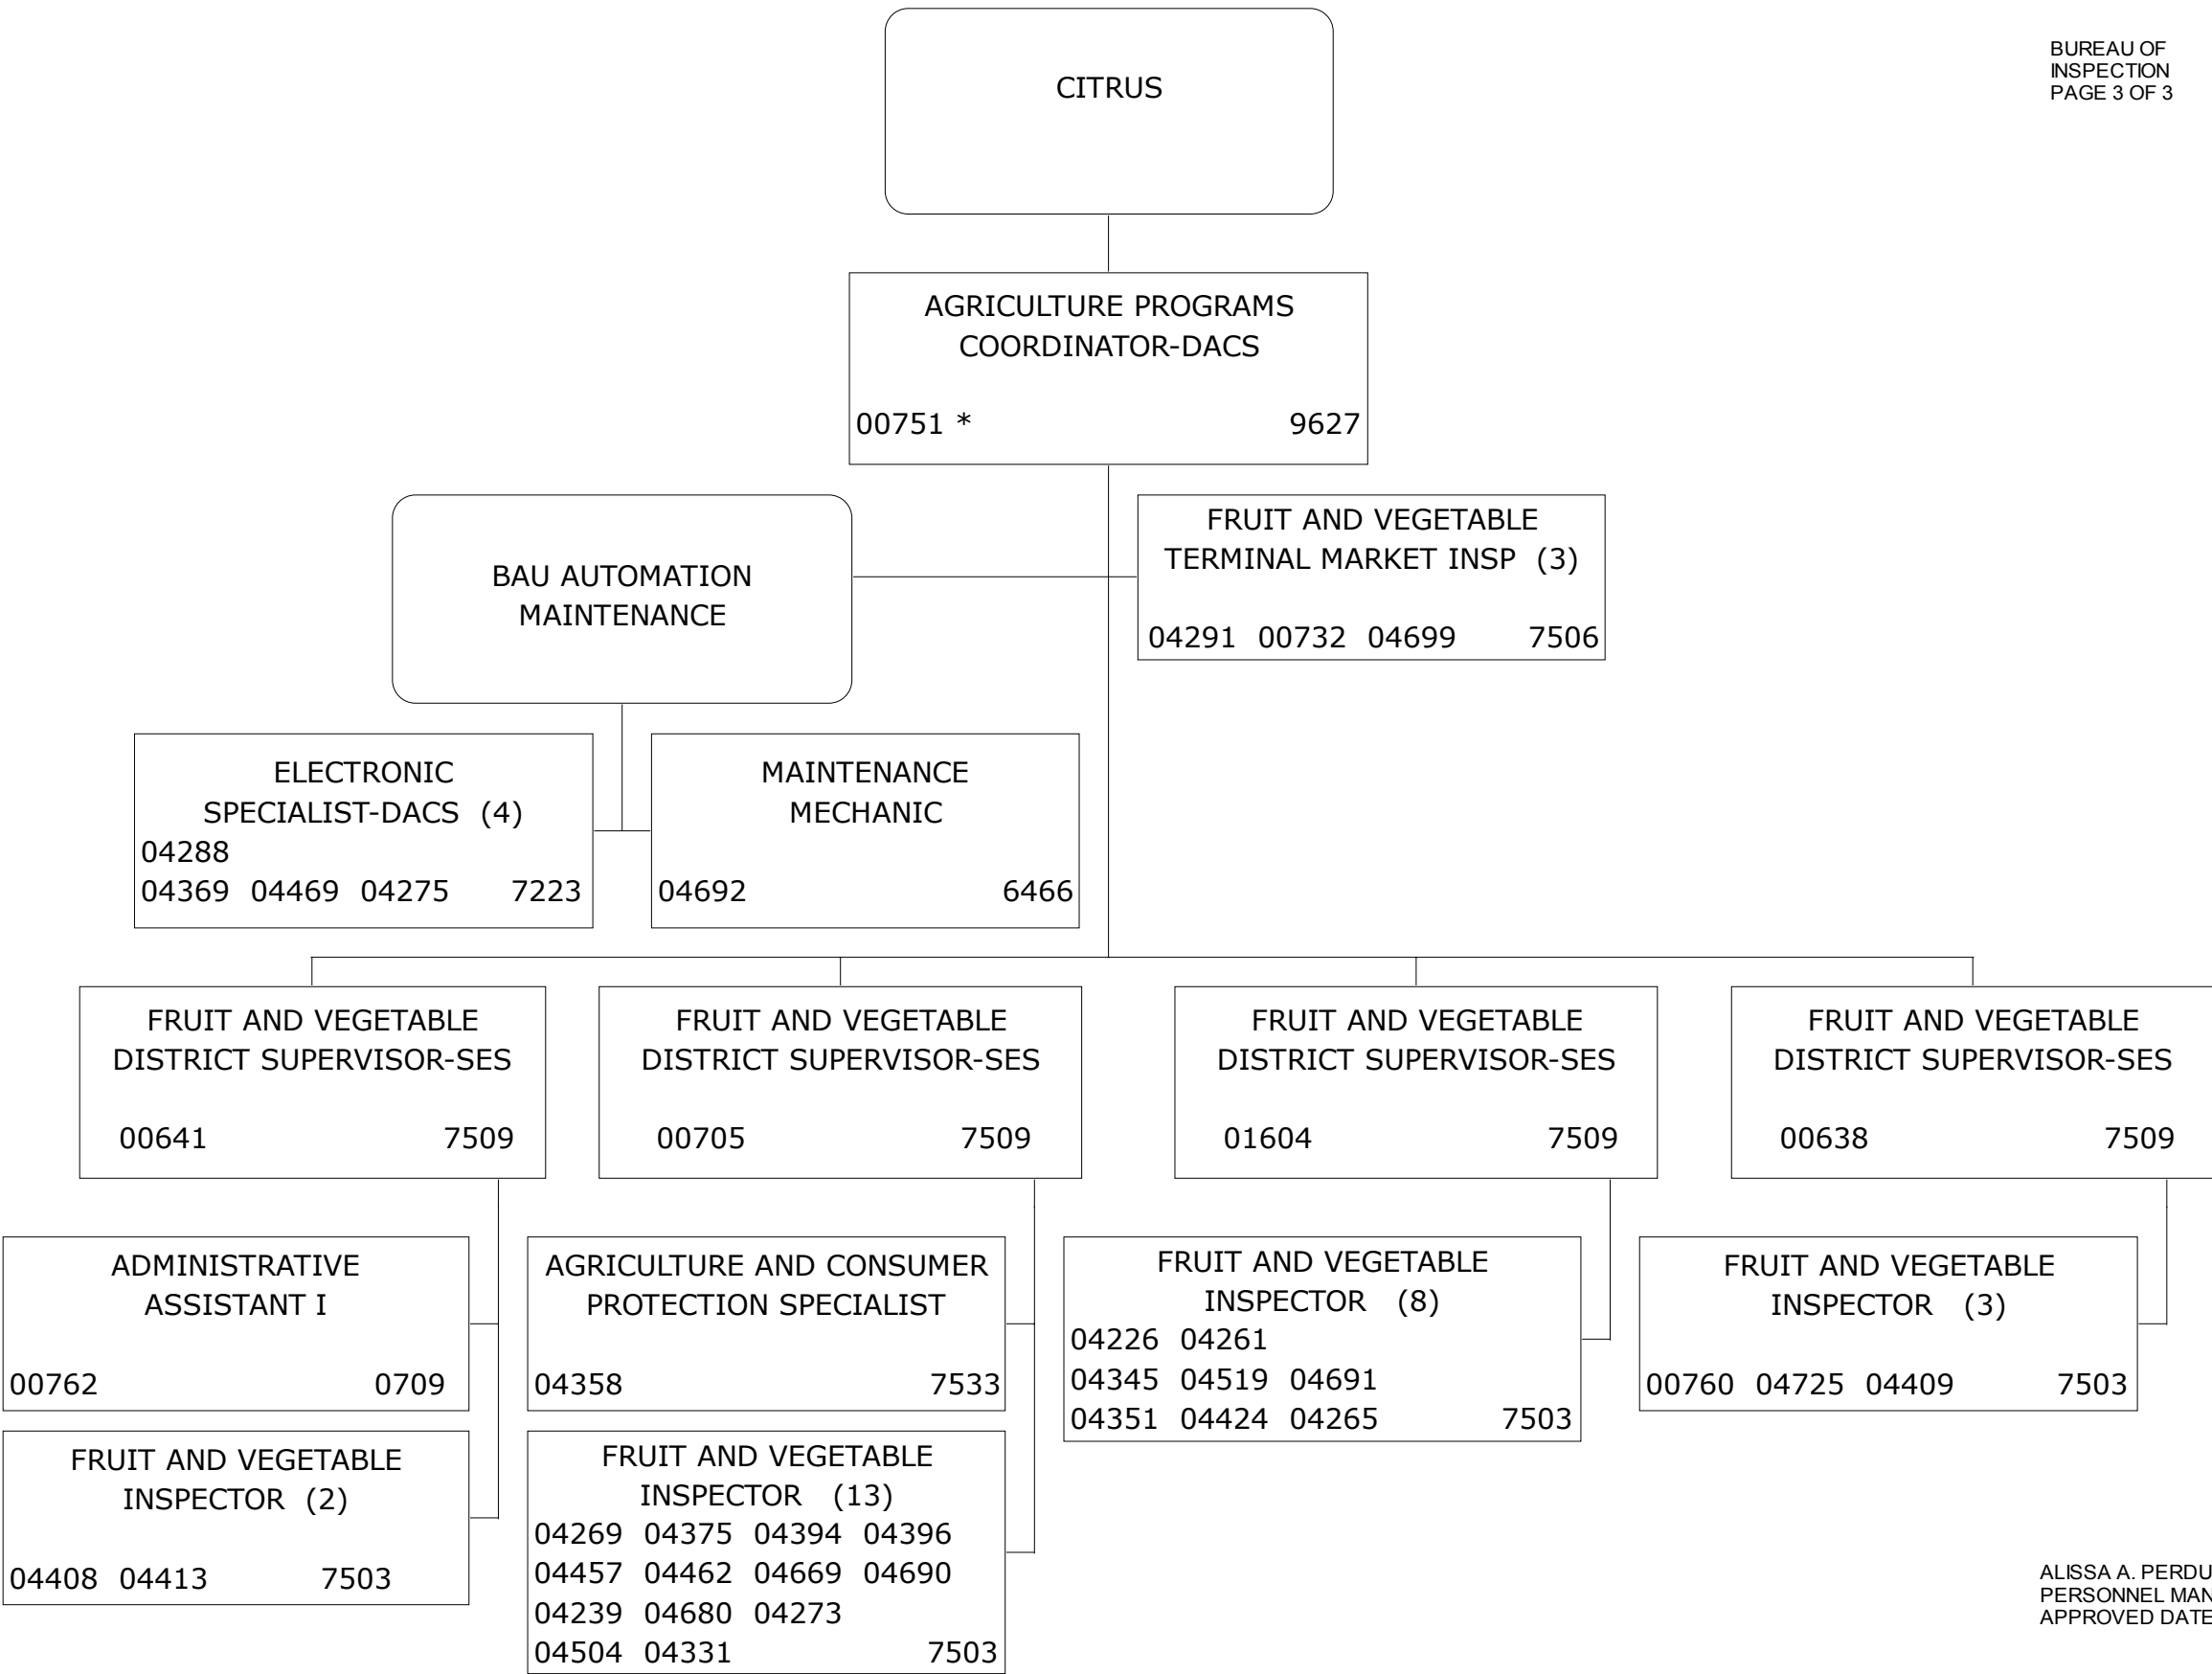 BUREAU OF
INSPECTION
PAGE 3 OF 3
CITRUS
AGRICULTURE PROGRAMS
COORDINATOR-DACS
00751 * 9627
BAU AUTOMATION
MAINTENANCE
FRUIT AND VEGETABLE
TERMINAL MARKET INSP (3)
04291 00732 04699 7506
ELECTRONIC
SPECIALIST-DACS (4)
04288
04369 04469 04275 7223
MAINTENANCE
MECHANIC
04692 6466
FRUIT AND VEGETABLE
DISTRICT SUPERVISOR-SES
00641 7509
FRUIT AND VEGETABLE
DISTRICT SUPERVISOR-SES
00705 7509
FRUIT AND VEGETABLE
DISTRICT SUPERVISOR-SES
01604 7509
FRUIT AND VEGETABLE
DISTRICT SUPERVISOR-SES
00638 7509
ADMINISTRATIVE
ASSISTANT I
00762 0709
AGRICULTURE AND CONSUMER
PROTECTION SPECIALIST
04358 7533
FRUIT AND VEGETABLE
INSPECTOR (8)
04226 04261
04345 04519 04691
04351 04424 04265 7503
FRUIT AND VEGETABLE
INSPECTOR (3)
00760 04725 04409 7503
FRUIT AND VEGETABLE
INSPECTOR (2)
04408 04413 7503
FRUIT AND VEGETABLE
INSPECTOR (13)
04269 04375 04394 04396
04457 04462 04669 04690
04239 04680 04273
04504 04331 7503
ALISSA A.
PERSONNEL
APPROVED DATE